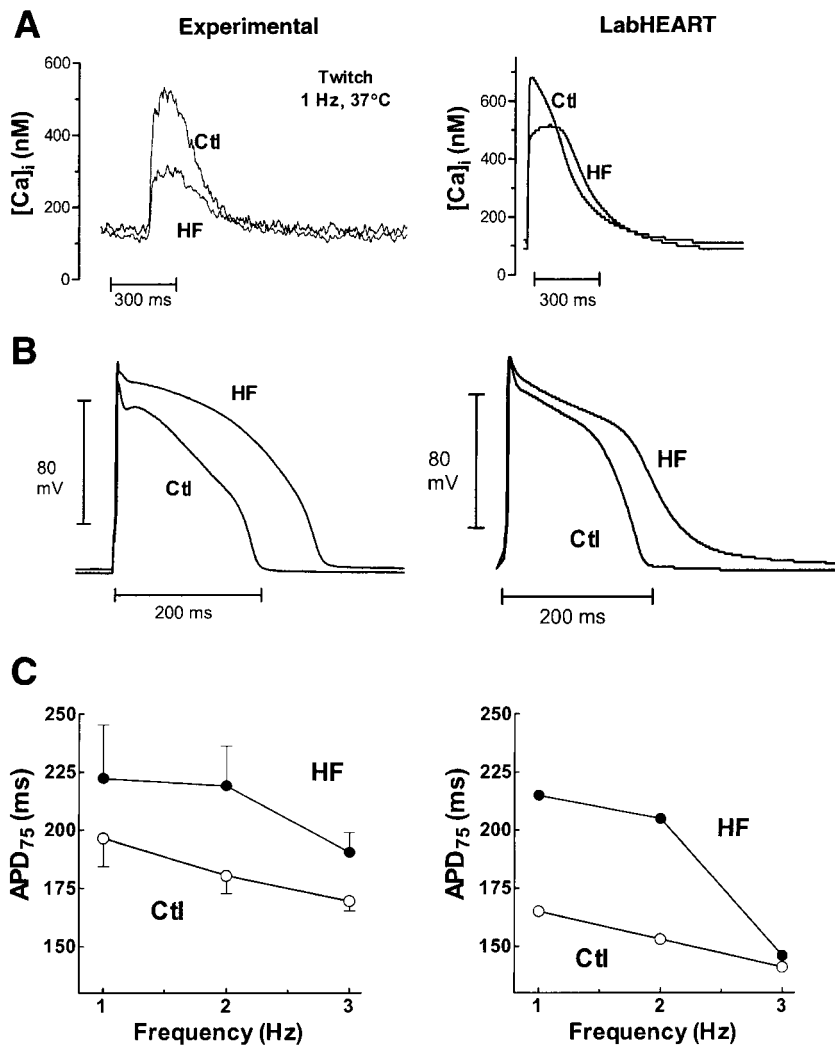 A
Experimental
LabHEART
600
400
200
0
[Ca]i (nM)
Twitch
1 Hz, 37°C
Ctl
HF
300 ms
600
400
200
0
[Ca]i (nM)
Ctl
HF
300 ms
B
80
mV
HF
Ctl
200 ms
80
mV
HF
Ctl
200 ms
C
250
225
200
175
150
APD75 (ms)
HF
Ctl
1 2 3
Frequency (Hz)
250
225
200
175
150
APD75 (ms)
HF
Ctl
1 2 3
Frequency (Hz)